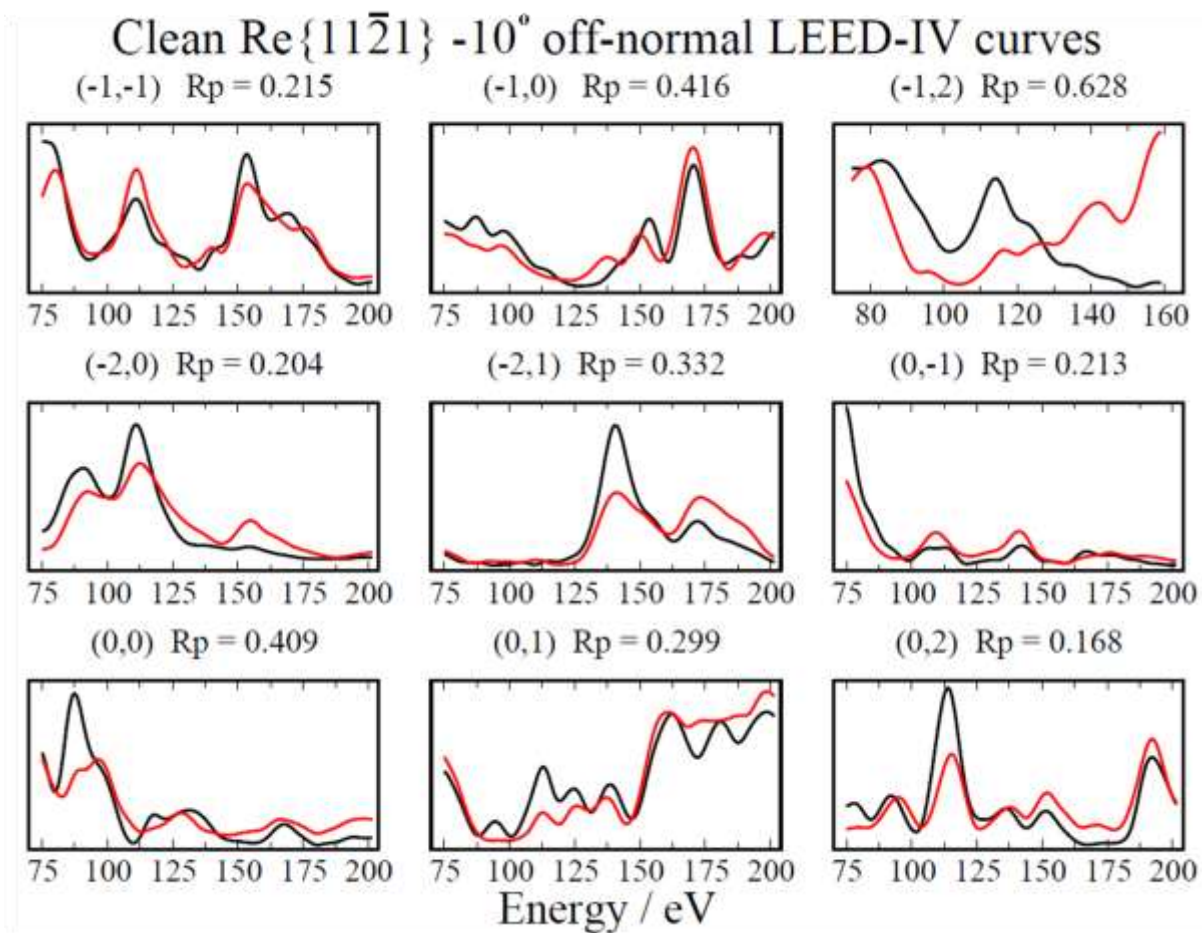 Clean Re{112̄1} -10° off-normal LEED-IV curves
(-1,-1) Rp = 0.215
(-1,0) Rp = 0.416
(-1,2) Rp = 0.628
75 100 125 150 175 200
75 100 125 150 175 200
80 100 120 140 160
(-2,0) Rp = 0.204
(-2,1) Rp = 0.332
(0,-1) Rp = 0.213
75 100 125 150 175 200
75 100 125 150 175 200
75 100 125 150 175 200
(0,0) Rp = 0.409
(0,1) Rp = 0.299
(0,2) Rp = 0.168
75 100 125 150 175 200
75 100 125 150 175 200
75 100 125 150 175 200
Energy / eV